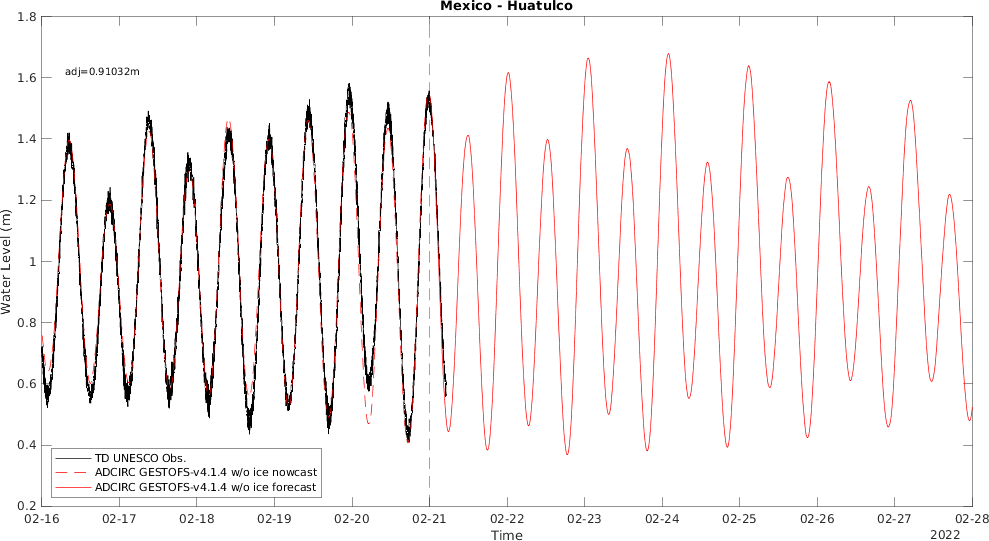 Mexico - Huatulco
1.8
1.6
1.4
1.2
1
0.8
0.6
0.4
0.2
Water Level (m)
adj=0.91032m
TD UNESCO Obs.
ADCIRC GESTOFS-v4.1.4 w/o ice nowcast
ADCIRC GESTOFS-v4.1.4 w/o ice forecast
02-16 02-17 02-18 02-19 02-20 02-21 02-22 02-23 02-24 02-25 02-26 02-27 02-28
Time
2022